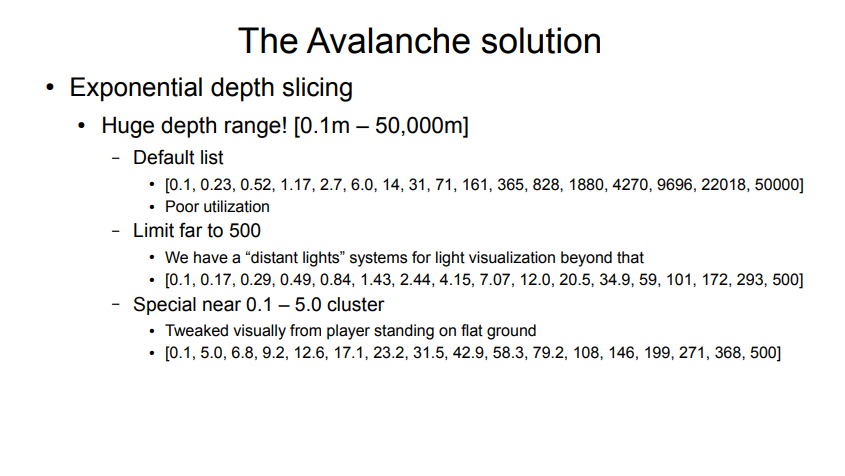 The Avalanche solution
• Exponential depth slicing
• Huge depth range! [0.1m – 50,000m]
– Default list
• [0.1, 0.23, 0.52, 1.17, 2.7, 6.0, 14, 31, 71, 161, 365, 828, 1880, 4270, 9696, 22018, 50000]
• Poor utilization
– Limit far to 500
• We have a “distant lights” systems for light visualization beyond that
• [0.1, 0.17, 0.29, 0.49, 0.84, 1.43, 2.44, 4.15, 7.07, 12.0, 20.5, 34.9, 59, 101, 172, 293, 500]
– Special near 0.1 – 5.0 cluster
• Tweaked visually from player standing on flat ground
• [0.1, 5.0, 6.8, 9.2, 12.6, 17.1, 23.2, 31.5, 42.9, 58.3, 79.2, 108, 146, 199, 271, 368, 500]